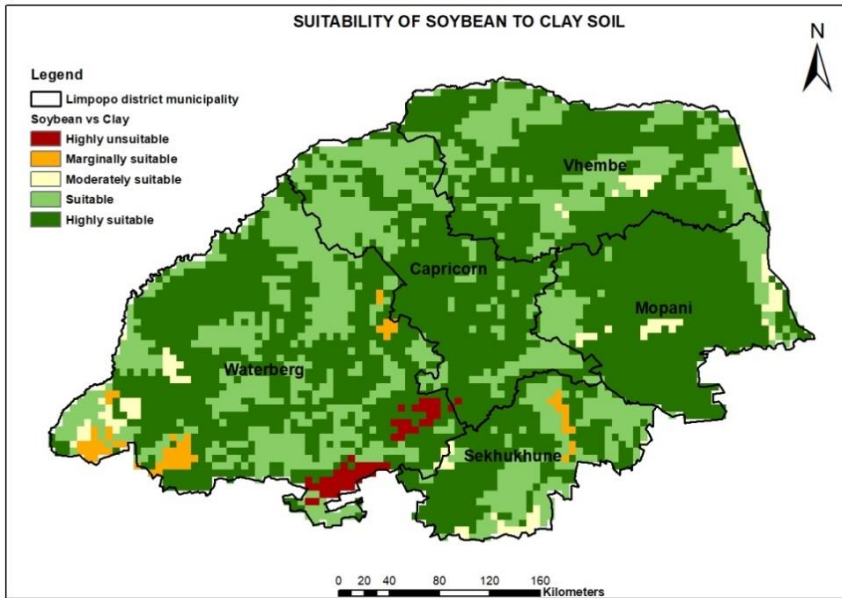 SUITABILITY OF SOYBEAN TO CLAY SOIL
N
Legend
Limpopo district municipality
Soybean vs Clay
Highly unsuitable
Marginally suitable
Moderately suitable
Suitable
Highly suitable
Vhembe
Capricorn
Mopani
Waterberg
Sekhukhune
0 20 40 80 120 160
Kilometers